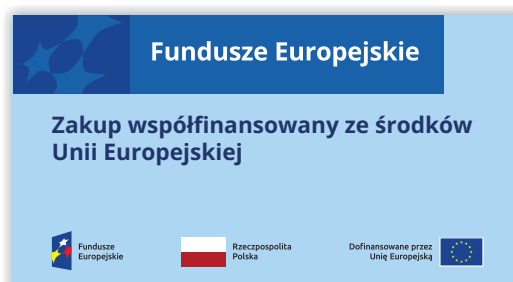 Fundusze Europejskie
Zakup współfinansowany ze środków
Unii Europejskiej
Fundusze
Europejskie
Rzeczpospolita
Polska
Dofinansowane przez
Unię Europejską